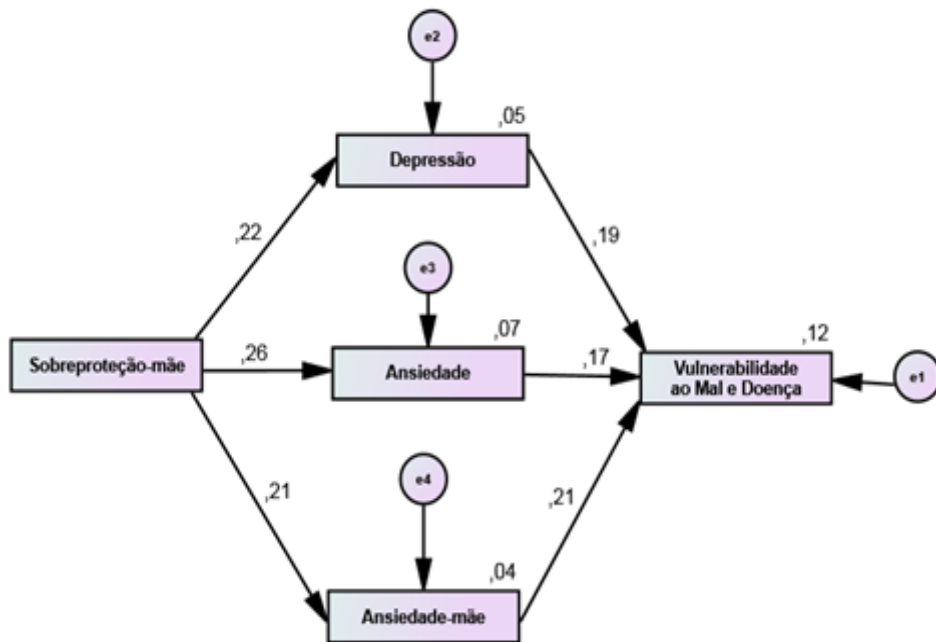 e2
,05
Depressão
,22
,19
e3
,07
,12
Sobreproteção-mãe
,26
Ansiedade
,17
Vulnerabilidade
ao Mal e Doença
e1
e4
,21
,21
,04
Ansiedade-mãe